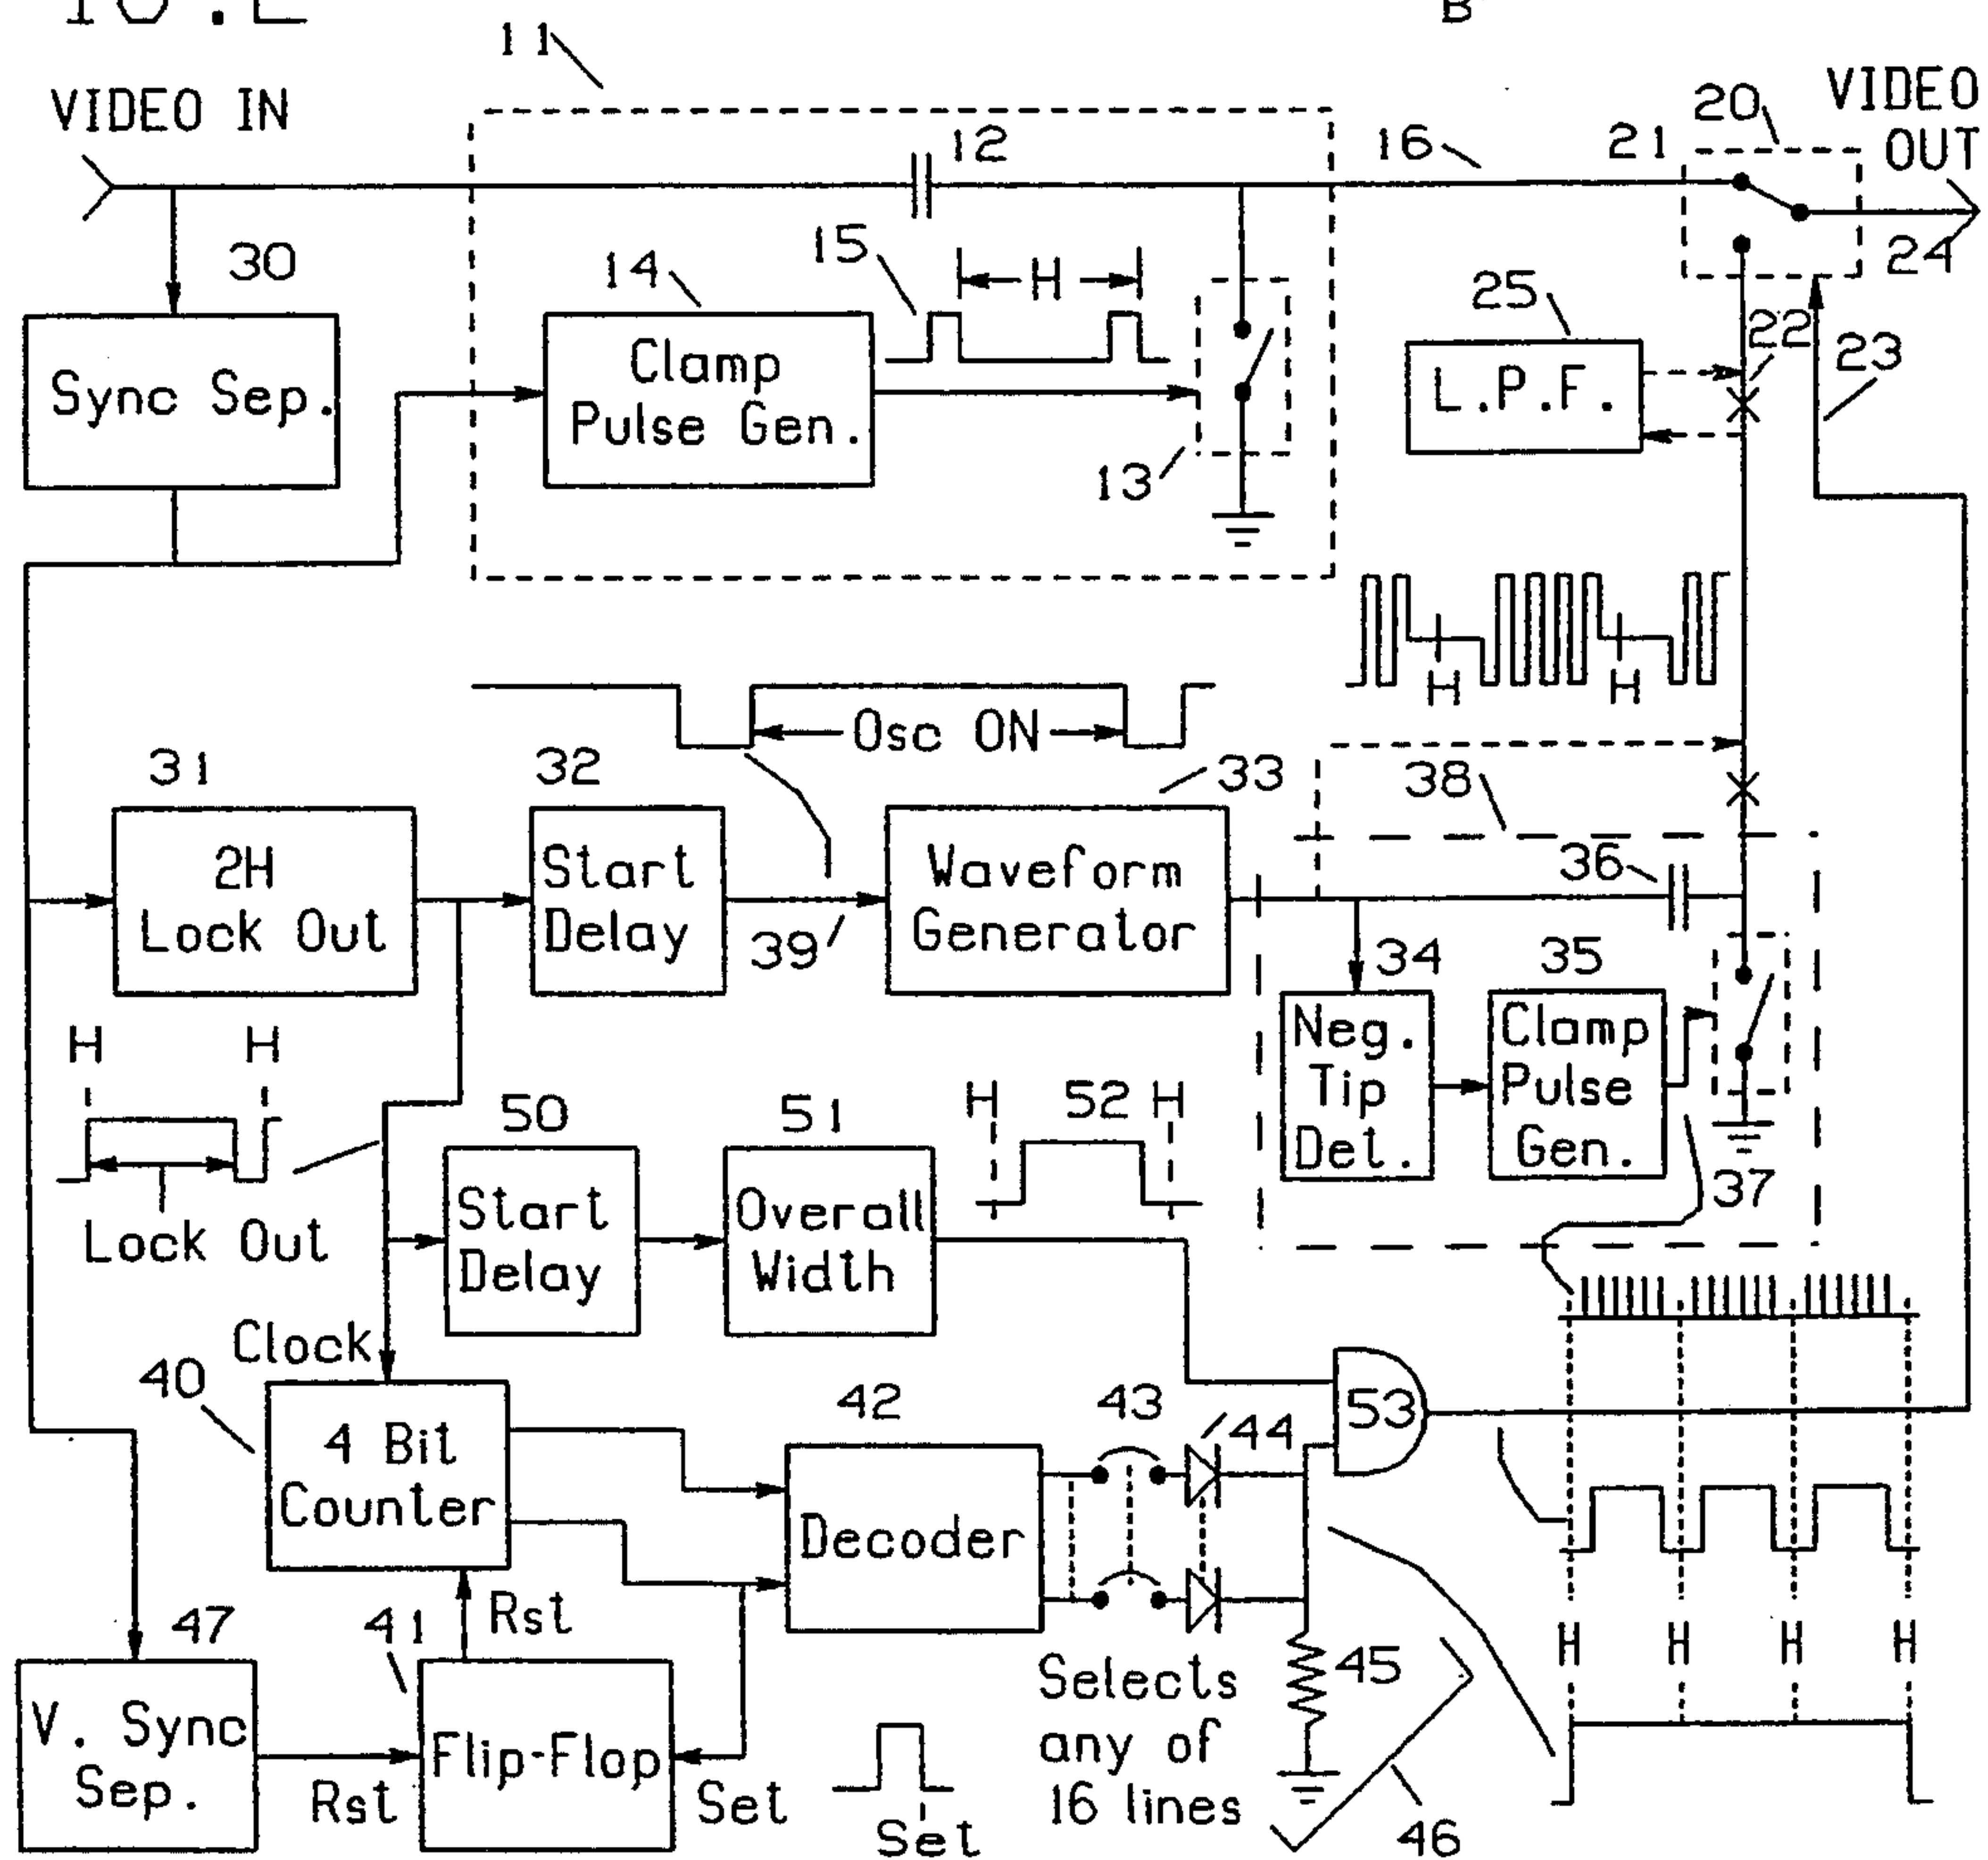 B
11
VIDEO IN
12
16
21
20
VIDEO
OUT
30
14
15
H
25
22
23
24
Sync Sep.
Clamp
Pulse Gen.
13
L.P.F.
H
H
Osc ON
31
32
33
38
2H
Lock Out
Start
Delay
39
Waveform
Generator
36
34
35
Neg.
Tip
Det.
Clamp
Pulse
Gen.
37
H
H
Lock Out
50
51
H
52
H
Start
Delay
Overall
Width
Clock
40
4 Bit
Counter
42
43
44
53
Decoder
Rst
47
41
V. Sync
Sep.
Rst
Flip-Flop
Set
Set
Selects
any of
16 lines
45
46
H
H
H
H